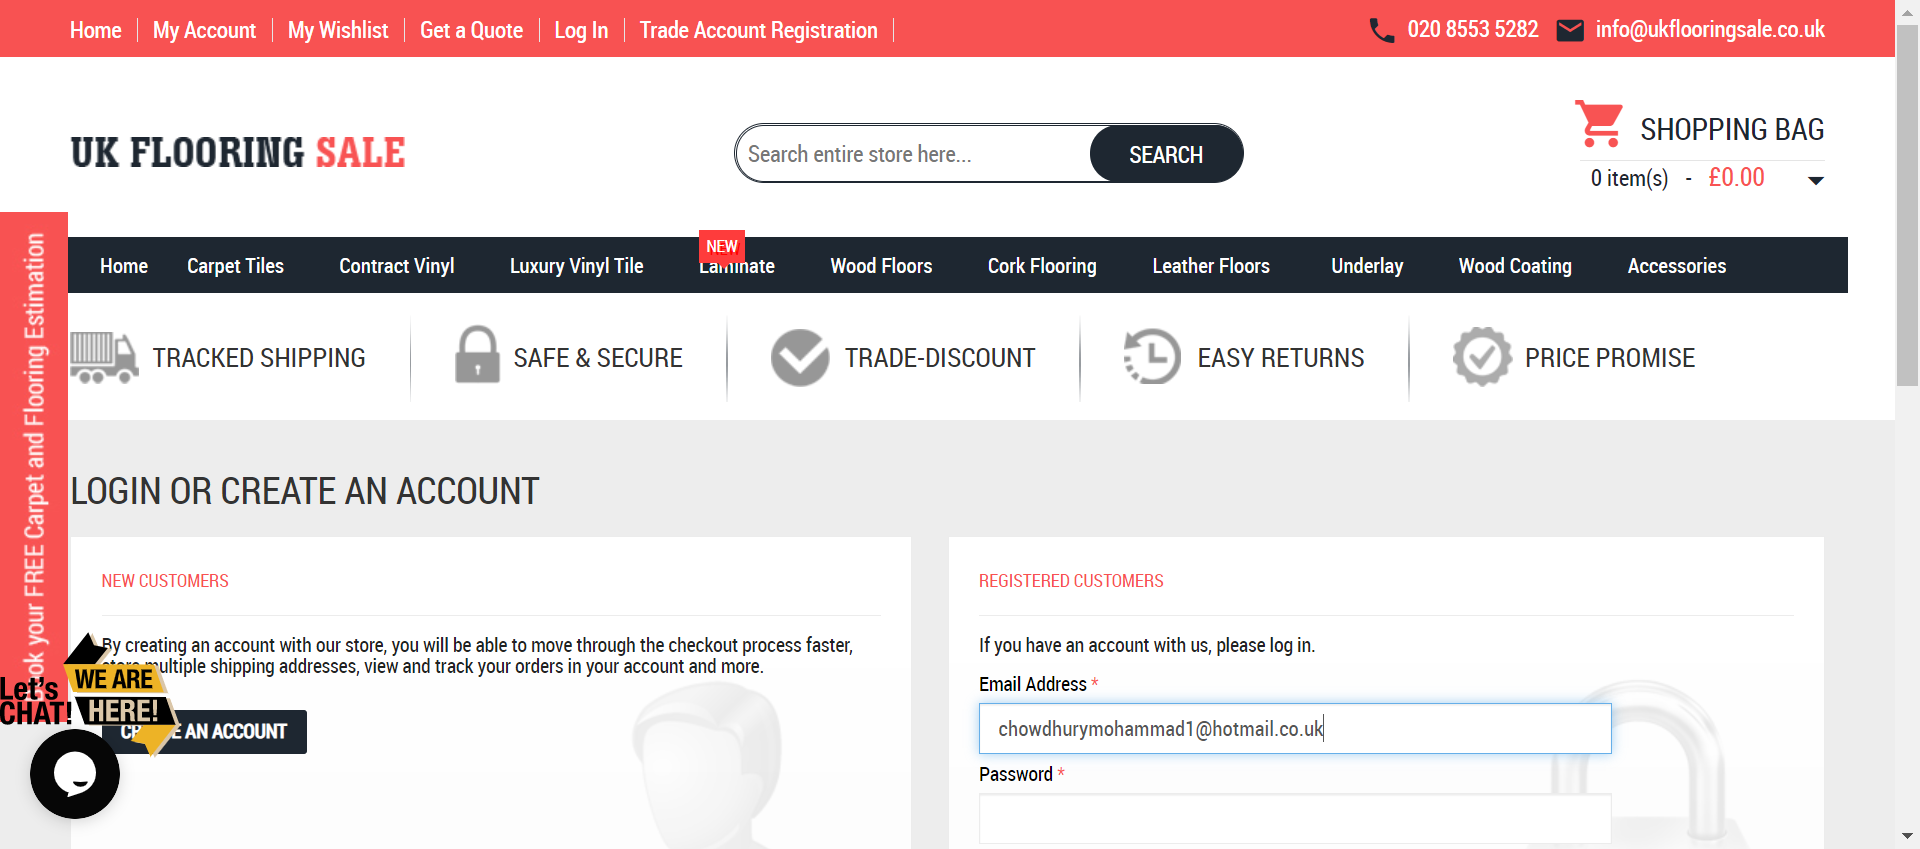 Home My Account My Wishlist Get a Quote Log In Trade Account Registration 020 8553 5282 info@ukflooringsale.co.uk
UK FLOORING SALE
Search entire store here...
SEARCH
SHOPPING BAG
0 item(s) - £0.00
NEW
Home Carpet Tiles Contract Vinyl Luxury Vinyl Tile Laminate Wood Floors Cork Flooring Leather Floors Underlay Wood Coating Accessories
TRACKED SHIPPING SAFE & SECURE TRADE-DISCOUNT EASY RETURNS PRICE PROMISE
your FREE Carpet and Flooring Estimation
LOGIN OR CREATE AN ACCOUNT
NEW CUSTOMERS
By creating an account with our store, you will be able to move through the checkout process faster,
multiple shipping addresses, view and track your orders in your account and more.
AN ACCOUNT
Let's
CHAT!
WE ARE
HERE!
REGISTERED CUSTOMERS
If you have an account with us, please log in.
Email Address *
chowdhurymohammad1@hotmail.co.uk
Password *